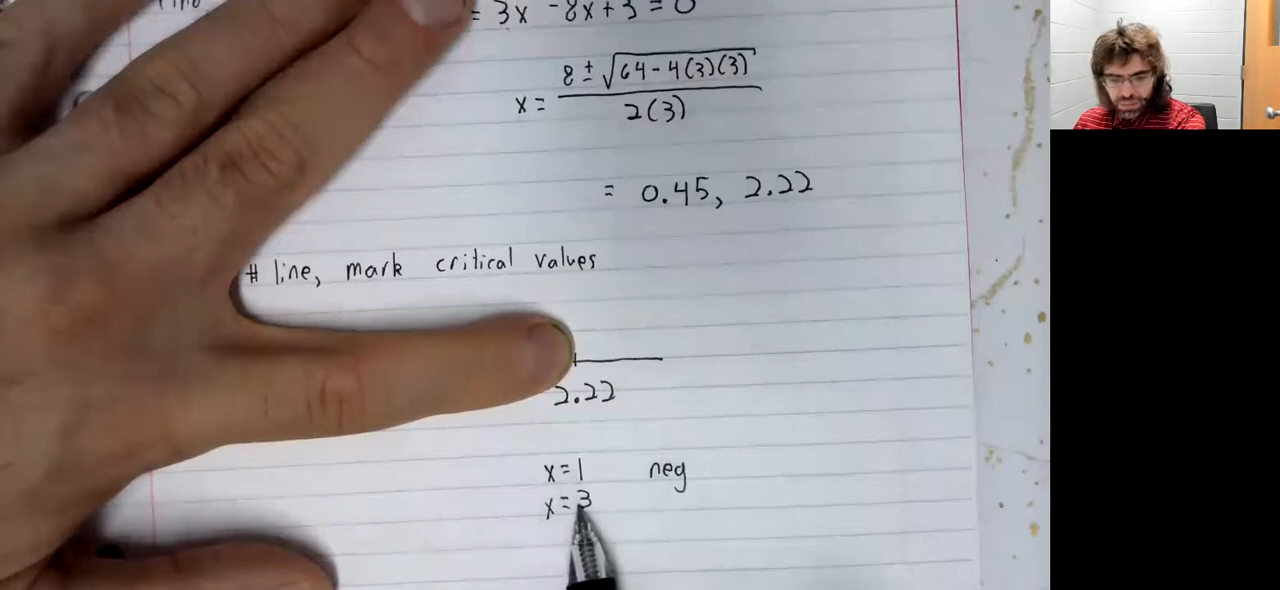 = 3x - 8x + 3 = 0
x = 8 ± √64 - 4(3)(3) / 2(3)
= 0.45, 2.22
# line, mark critical values
2.22
x = 1 neg
x = 3